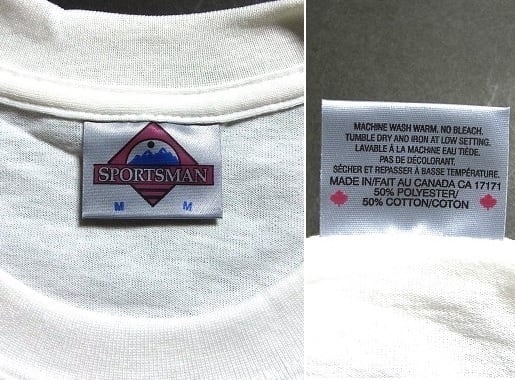 SPORTSMAN
M M
MACHINE WASH WARM. NO BLEACH.
TUMBLE DRY AND IRON AT LOW SETTING.
LAVABLE À LA MACHINE EAU TIÈDE.
PAS DE DÉCOLORANT.
SÉCHER ET REPASSER À BASSE TEMPÉRATURE.
MADE IN/FAIT AU CANADA CA 17171
50% POLYESTER/
50% COTTON/COTON